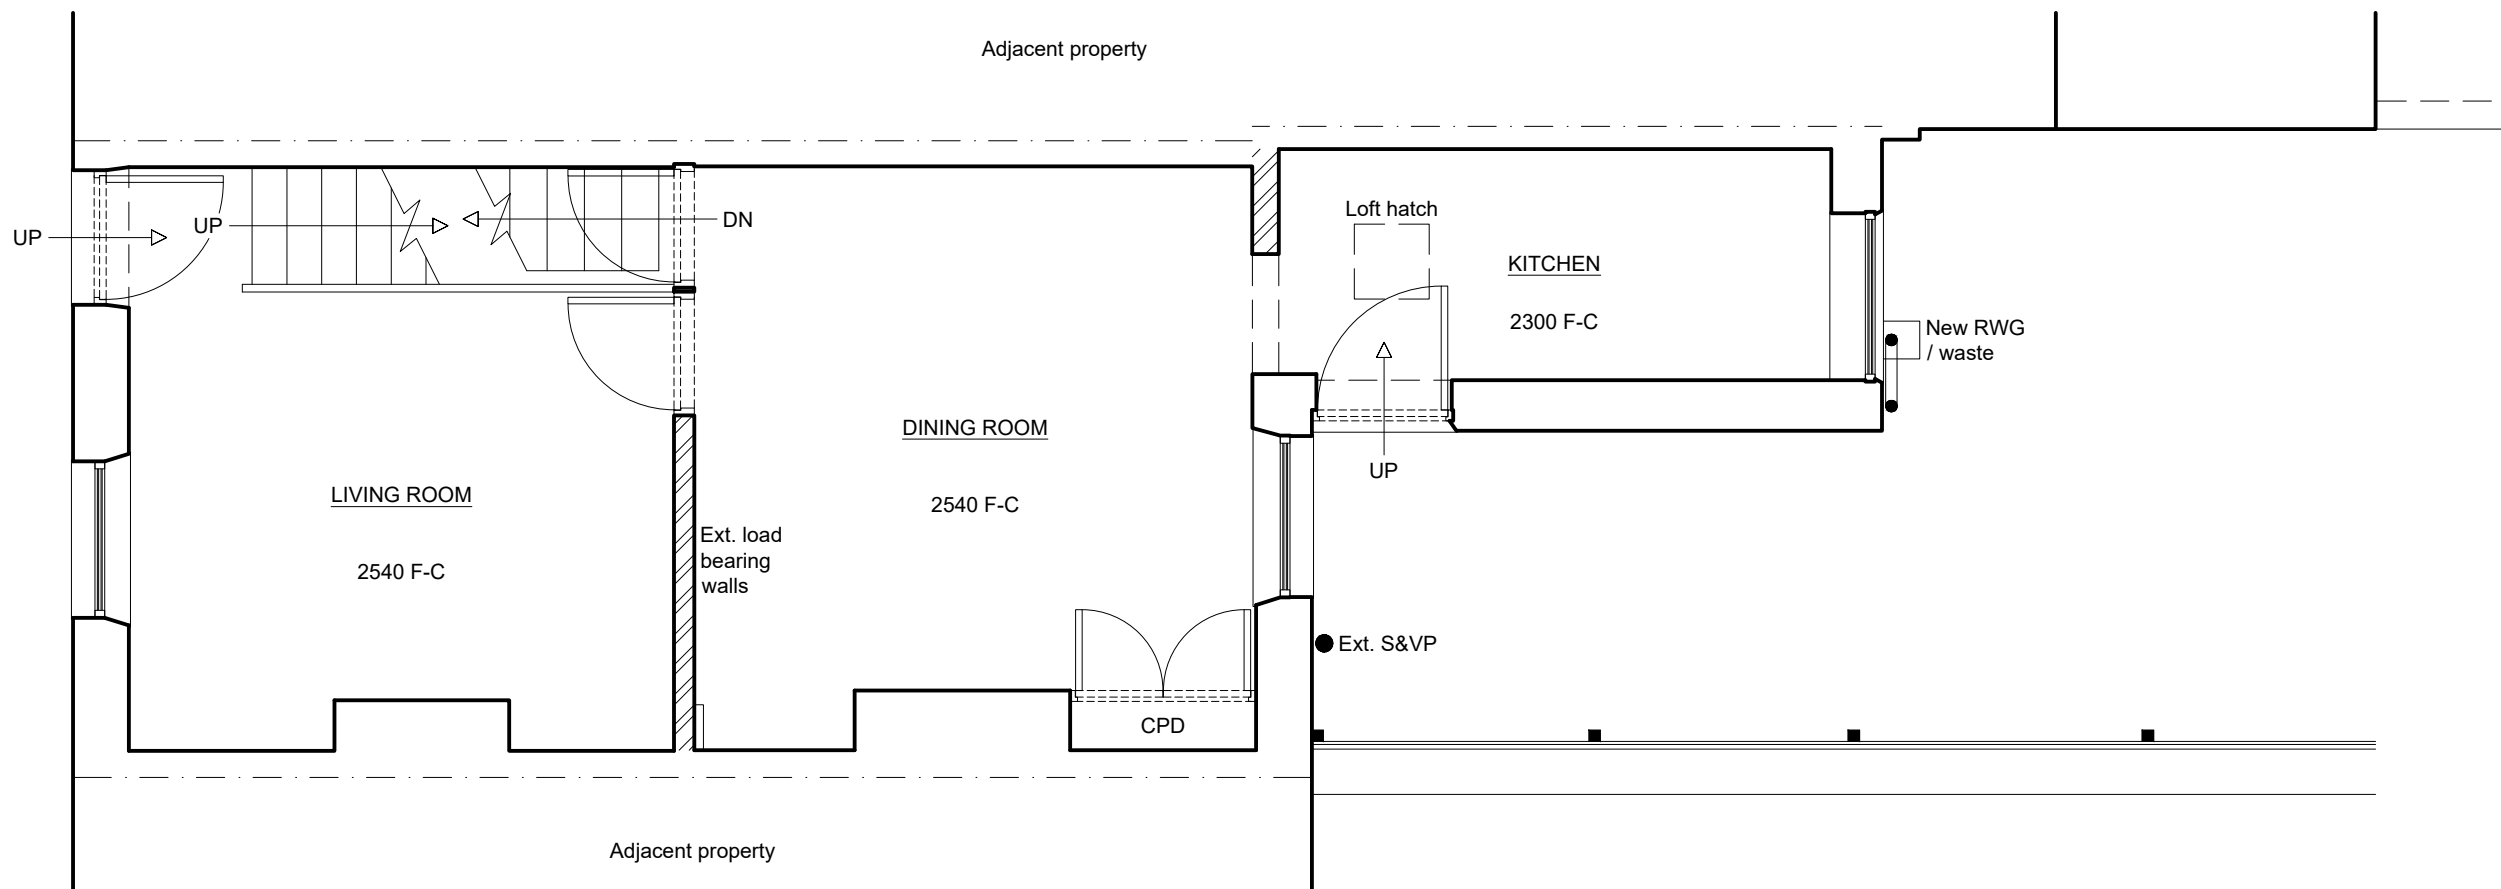 Adjacent property
Loft hatch
UP
UP
DN
KITCHEN
2300 F-C
New RWG
/ waste
DINING ROOM
2540 F-C
UP
LIVING ROOM
2540 F-C
Ext. load
bearing
walls
Ext. S&VP
CPD
Adjacent property